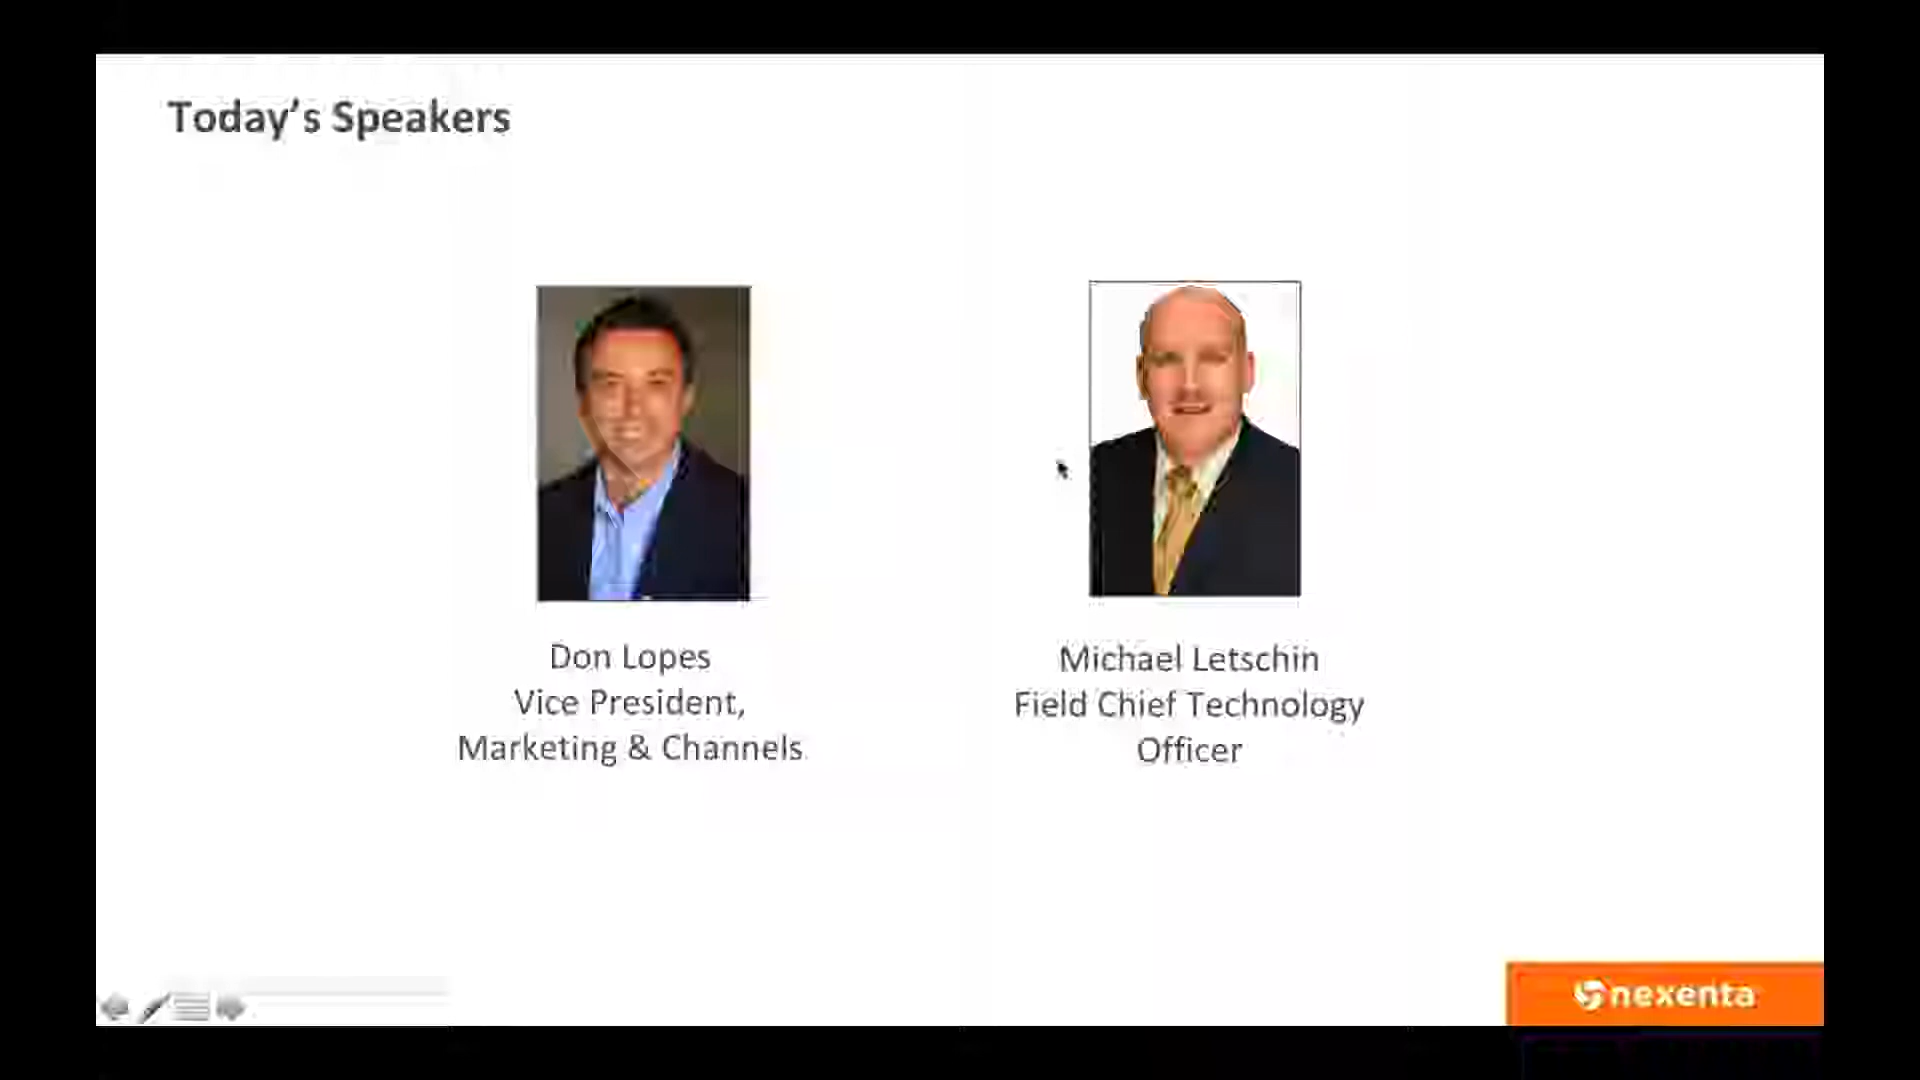 Today's Speakers
Don Lopes
Vice President,
Marketing & Channels
Michael Letschin
Field Chief Technology
Officer
nexenta